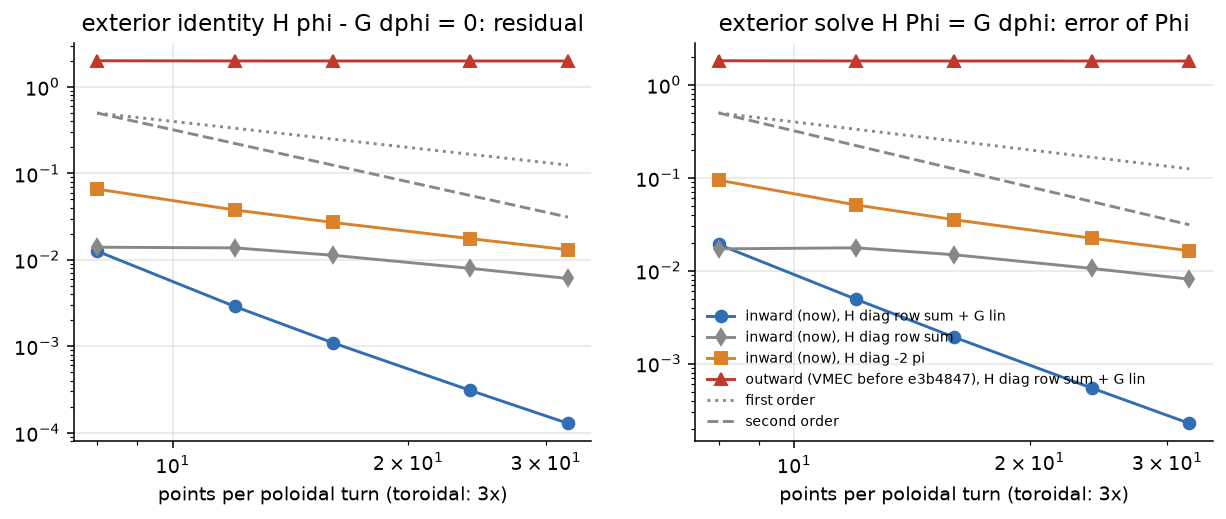 exterior identity H phi - G dphi = 0: residual
10^0
10^-1
10^-2
10^-3
10^-4
10^1
2 × 10^1
3 × 10^1
points per poloidal turn (toroidal: 3x)
exterior solve H Phi = G dphi: error of Phi
10^0
10^-1
10^-2
10^-3
inward (now), H diag row sum + G lin
inward (now), H diag row sum
inward (now), H diag -2 pi
outward (VMEC before e3b4847), H diag row sum + G lin
first order
second order
10^1
2 × 10^1
3 × 10^1
points per poloidal turn (toroidal: 3x)